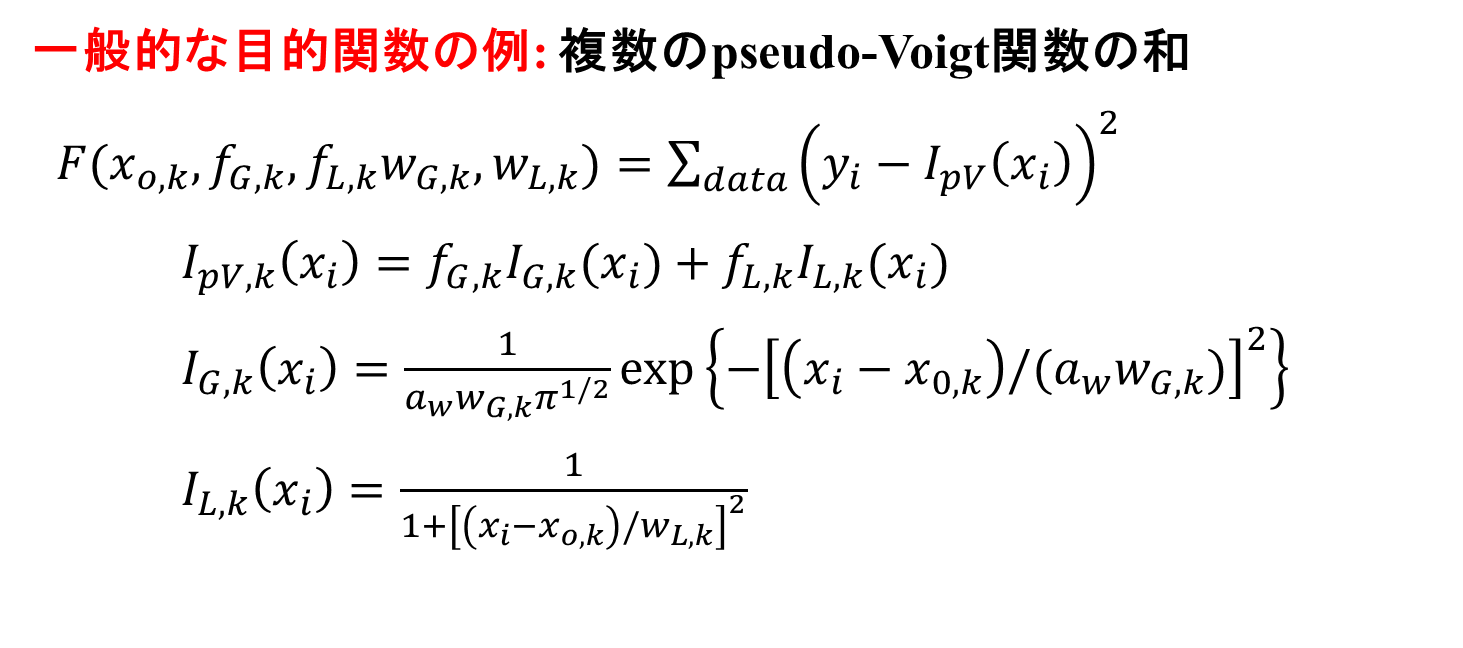 一般的な目的関数の例: 複数のpseudo-Voigt関数の和
F(x_{o,k}, f_{G,k}, f_{L,k}w_{G,k}, w_{L,k}) = ∑_{data} (y_i − I_{pV}(x_i))^2
I_{pV,k}(x_i) = f_{G,k}I_{G,k}(x_i) + f_{L,k}I_{L,k}(x_i)
I_{G,k}(x_i) = \frac{1}{a_w w_{G,k} π^{1/2}} exp {−[(x_i − x_{0,k})/(a_w w_{G,k})]^2}
I_{L,k}(x_i) = \frac{1}{1+[(x_i−x_{o,k})/w_{L,k}]^2}